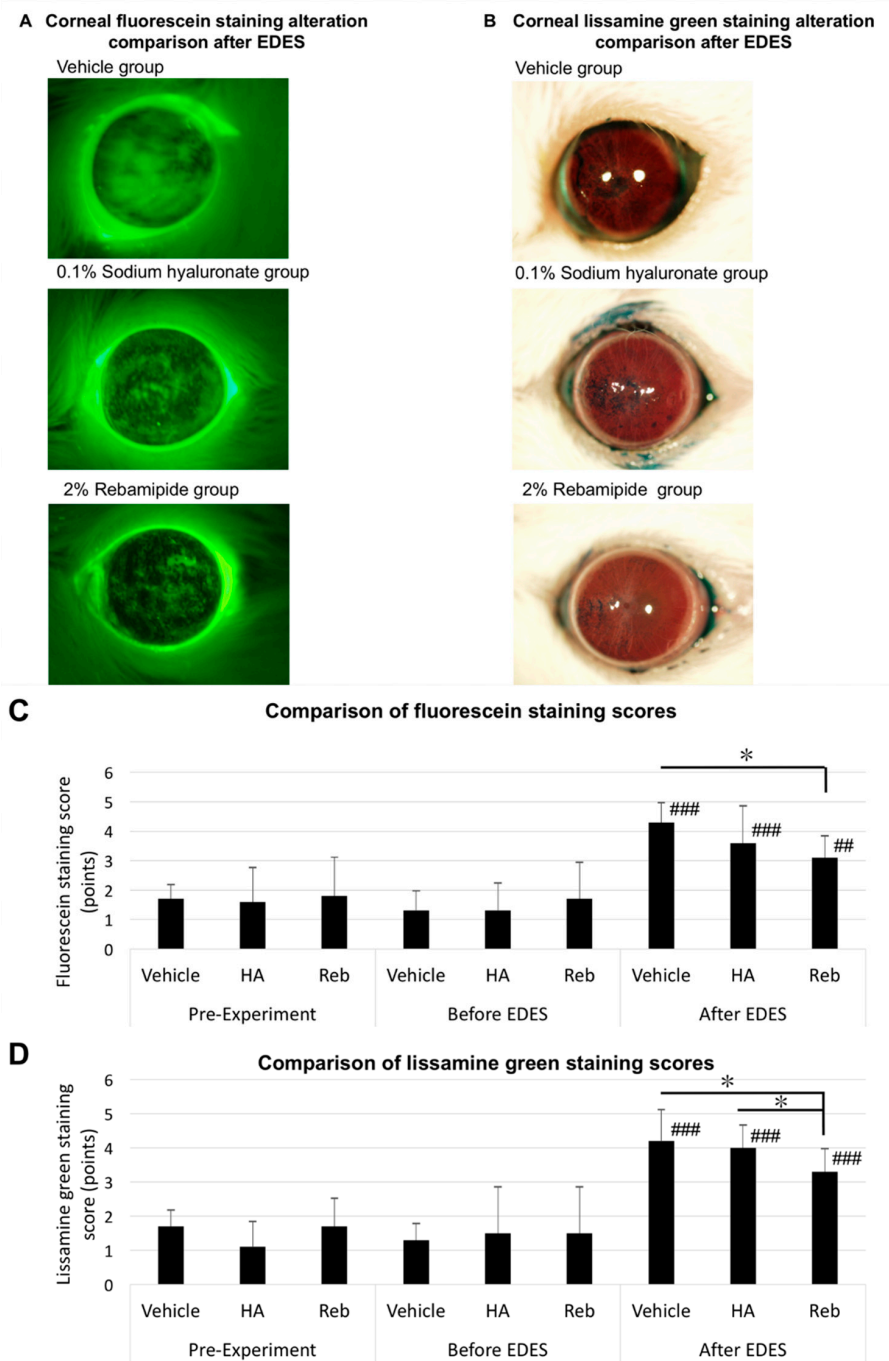 A Corneal fluorescein staining alteration
comparison after EDES
Vehicle group
0.1% Sodium hyaluronate group
2% Rebamipide group
B Corneal lissamine green staining alteration
comparison after EDES
Vehicle group
0.1% Sodium hyaluronate group
2% Rebamipide group
C
Comparison of fluorescein staining scores
Fluorescein staining score
(points)
6
5
4
3
2
1
0
*
###
###
##
Vehicle HA Reb Vehicle HA Reb Vehicle HA Reb
Pre-Experiment Before EDES After EDES
D
Comparison of lissamine green staining scores
Lissamine green staining
score (points)
6
5
4
3
2
1
0
*
*
###
###
###
Vehicle HA Reb Vehicle HA Reb Vehicle HA Reb
Pre-Experiment Before EDES After EDES